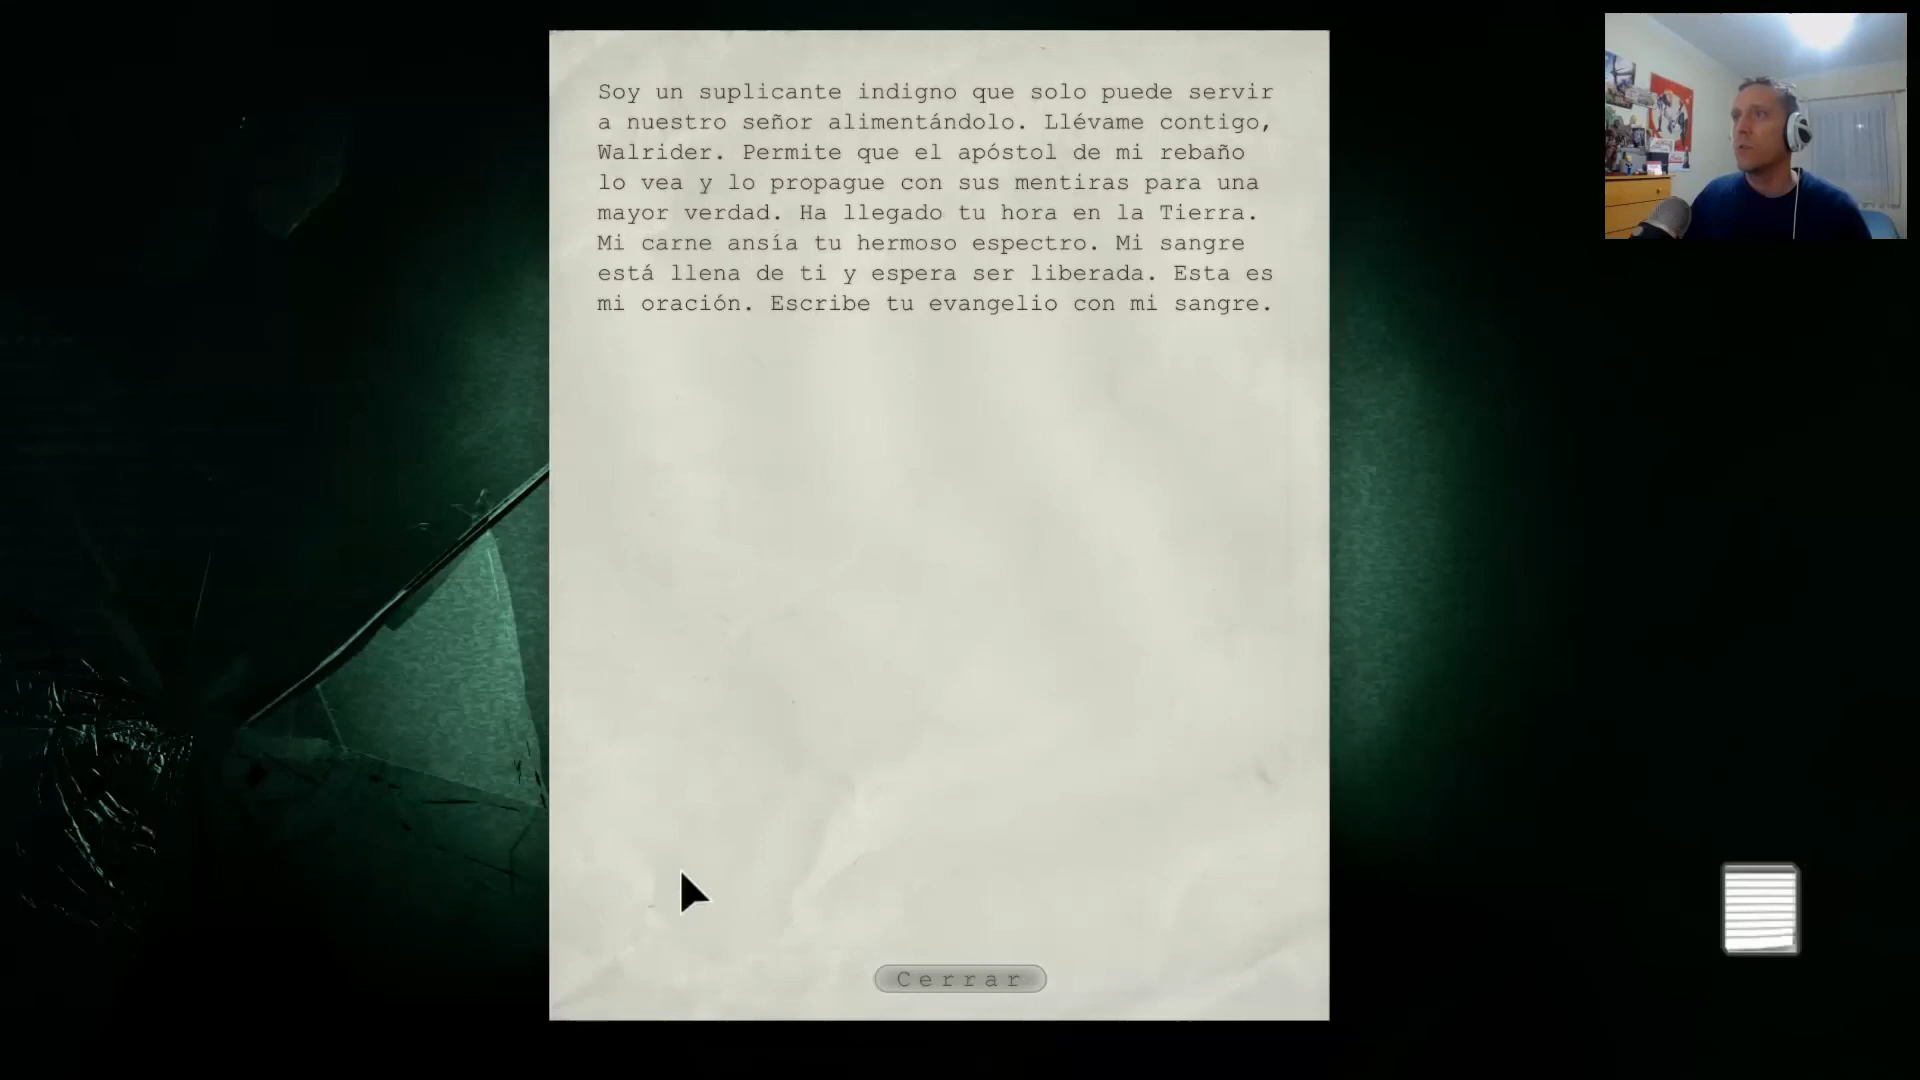 Soy un suplicante indigno que solo puede servir
a nuestro señor alimentándolo. Llévame contigo,
Walrider. Permite que el apóstol de mi rebaño
lo vea y lo propague con sus mentiras para una
mayor verdad. Ha llegado tu hora en la Tierra.
Mi carne ansía tu hermoso espectro. Mi sangre
está llena de ti y espera ser liberada. Esta es
mi oración. Escribe tu evangelio con mi sangre.
Cerrar